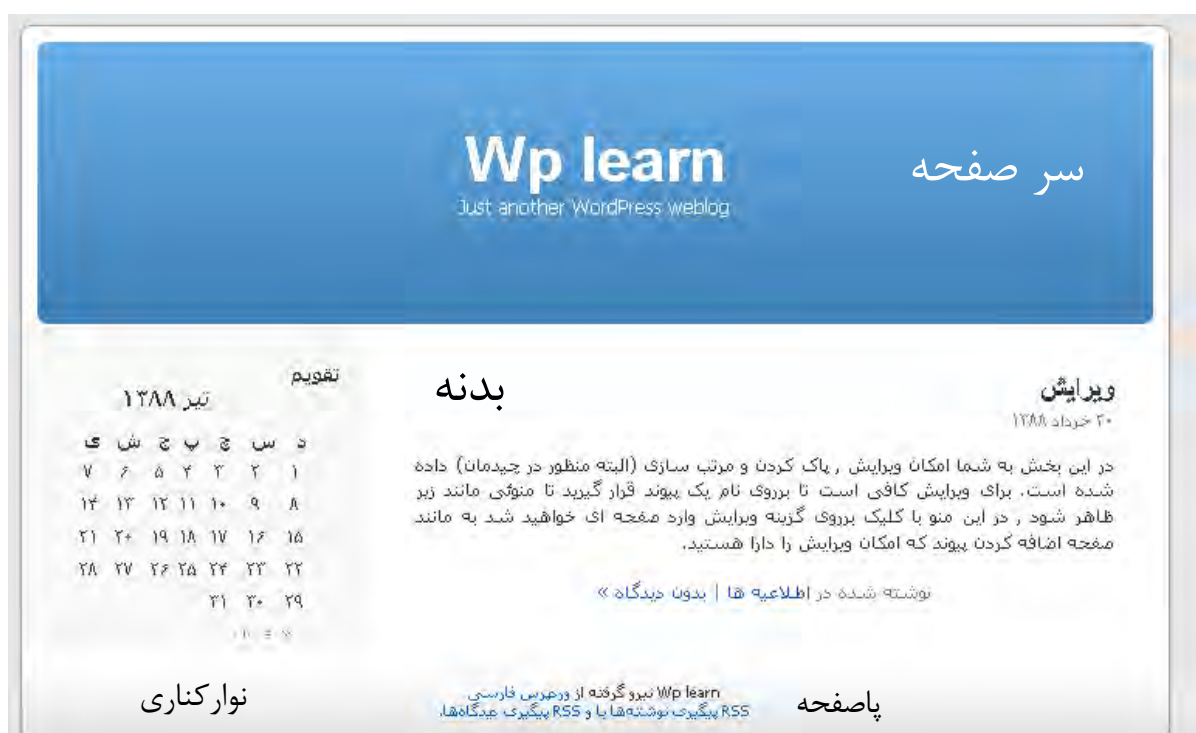 Wp learn
سر صفحه
Just another WordPress weblog
بدنه
ویرایش
۲۰ خرداد ۱۳۸۸
در این بخش به شما امکان ویرایش , پاک کردن و مرتب سازی (البته منظور در چیدمان) داده
شده است. برای ویرایش کافی است تا برروی نام یک پیوند قرار گیرید تا منوئی مانند زیر
ظاهر شود , در این منو با کلیک برروی گزینه ویرایش وارد صفحه ای خواهید شد به مانند
صفحه اضافه کردن پیوند که امکان ویرایش را دارا هستید.
نوشته شده در اطلاعیه ها | بدون دیدگاه »
تقویم
تیر ۱۳۸۸
د س چ پ ج ش ی
۱ ۲ ۳ ۴ ۵ ۶ ۷
۸ ۹ ۱۰ ۱۱ ۱۲ ۱۳ ۱۴
۱۵ ۱۶ ۱۷ ۱۸ ۱۹ ۲۰ ۲۱
۲۲ ۲۳ ۲۴ ۲۵ ۲۶ ۲۷ ۲۸
۲۹ ۳۰ ۳۱
نوار کناری
پاصفحه
Wp learn نیرو گرفته از وردپرس فارسی
RSS پیگیری نوشته‌ها یا و RSS پیگیری دیدگاهها.